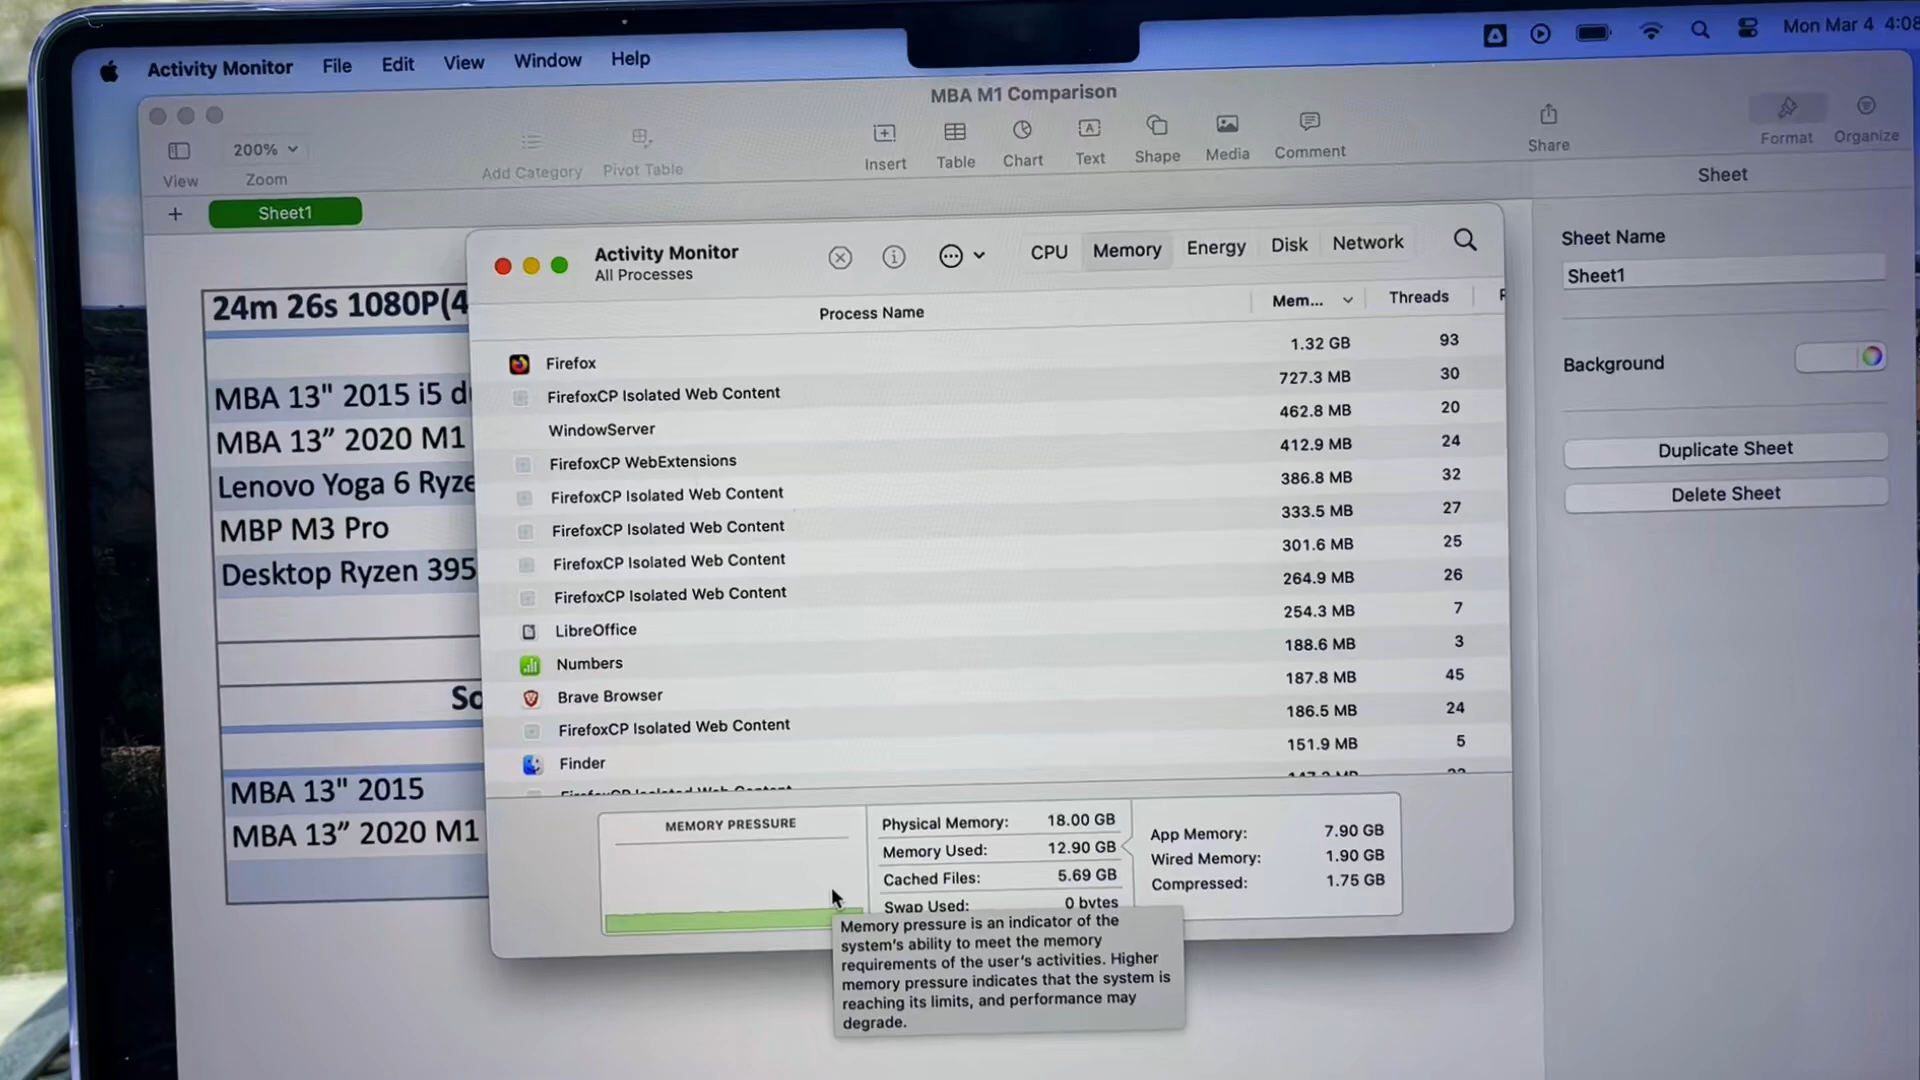 Activity Monitor File Edit View Window Help
Mon Mar 4 4:08
MBA M1 Comparison
View
200%
Zoom
Add Category
Pivot Table
Insert
Table
Chart
Text
Shape
Media
Comment
Share
Format
Organize
+ Sheet1
Sheet
Sheet Name
Sheet1
Background
Duplicate Sheet
Delete Sheet
24m 26s 1080P(4
MBA 13" 2015 i5 d
MBA 13” 2020 M1
Lenovo Yoga 6 Ryze
MBP M3 Pro
Desktop Ryzen 395
So
MBA 13" 2015
MBA 13” 2020 M1
Activity Monitor
All Processes
CPU Memory Energy Disk Network
Process Name Mem... Threads
Firefox 1.32 GB 93
FirefoxCP Isolated Web Content 727.3 MB 30
WindowServer 462.8 MB 20
FirefoxCP WebExtensions 412.9 MB 24
FirefoxCP Isolated Web Content 386.8 MB 32
FirefoxCP Isolated Web Content 333.5 MB 27
FirefoxCP Isolated Web Content 301.6 MB 25
FirefoxCP Isolated Web Content 264.9 MB 26
LibreOffice 254.3 MB 7
Numbers 188.6 MB 3
Brave Browser 187.8 MB 45
FirefoxCP Isolated Web Content 186.5 MB 24
Finder 151.9 MB 5
FirefoxCP Isolated Web Content
MEMORY PRESSURE
Physical Memory: 18.00 GB
Memory Used: 12.90 GB
Cached Files: 5.69 GB
Swap Used: 0 bytes
App Memory: 7.90 GB
Wired Memory: 1.90 GB
Compressed: 1.75 GB
Memory pressure is an indicator of the
system's ability to meet the memory
requirements of the user's activities. Higher
memory pressure indicates that the system is
reaching its limits, and performance may
degrade.